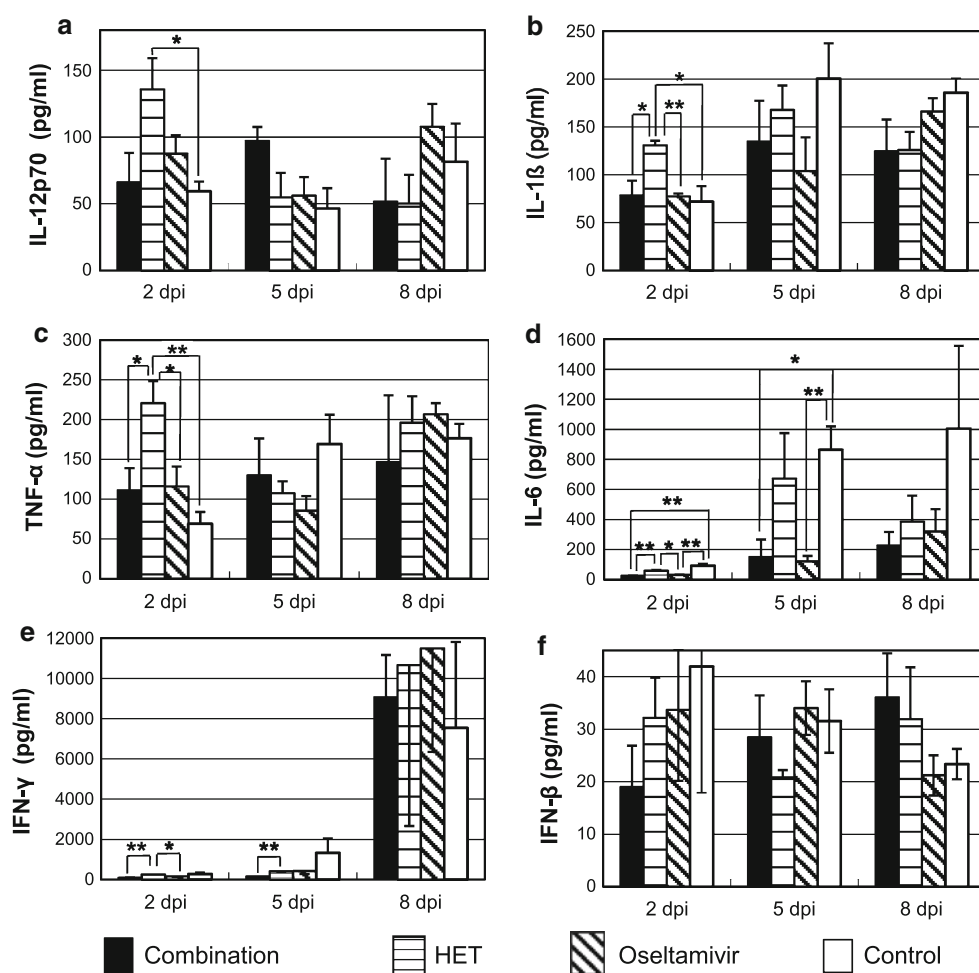 a
IL-12p70 (pg/ml)
150
100
50
0
*
2 dpi 5 dpi 8 dpi
b
IL-1ß (pg/ml)
250
200
150
100
50
0
*
* **
2 dpi 5 dpi 8 dpi
c
TNF-α (pg/ml)
300
250
200
150
100
50
0
**
* *
2 dpi 5 dpi 8 dpi
d
IL-6 (pg/ml)
1600
1400
1200
1000
800
600
400
200
0
*
**
**
** * **
2 dpi 5 dpi 8 dpi
e
IFN-γ (pg/ml)
12000
10000
8000
6000
4000
2000
0
** * **
2 dpi 5 dpi 8 dpi
f
IFN-β (pg/ml)
40
30
20
10
0
2 dpi 5 dpi 8 dpi
Combination HET Oseltamivir Control